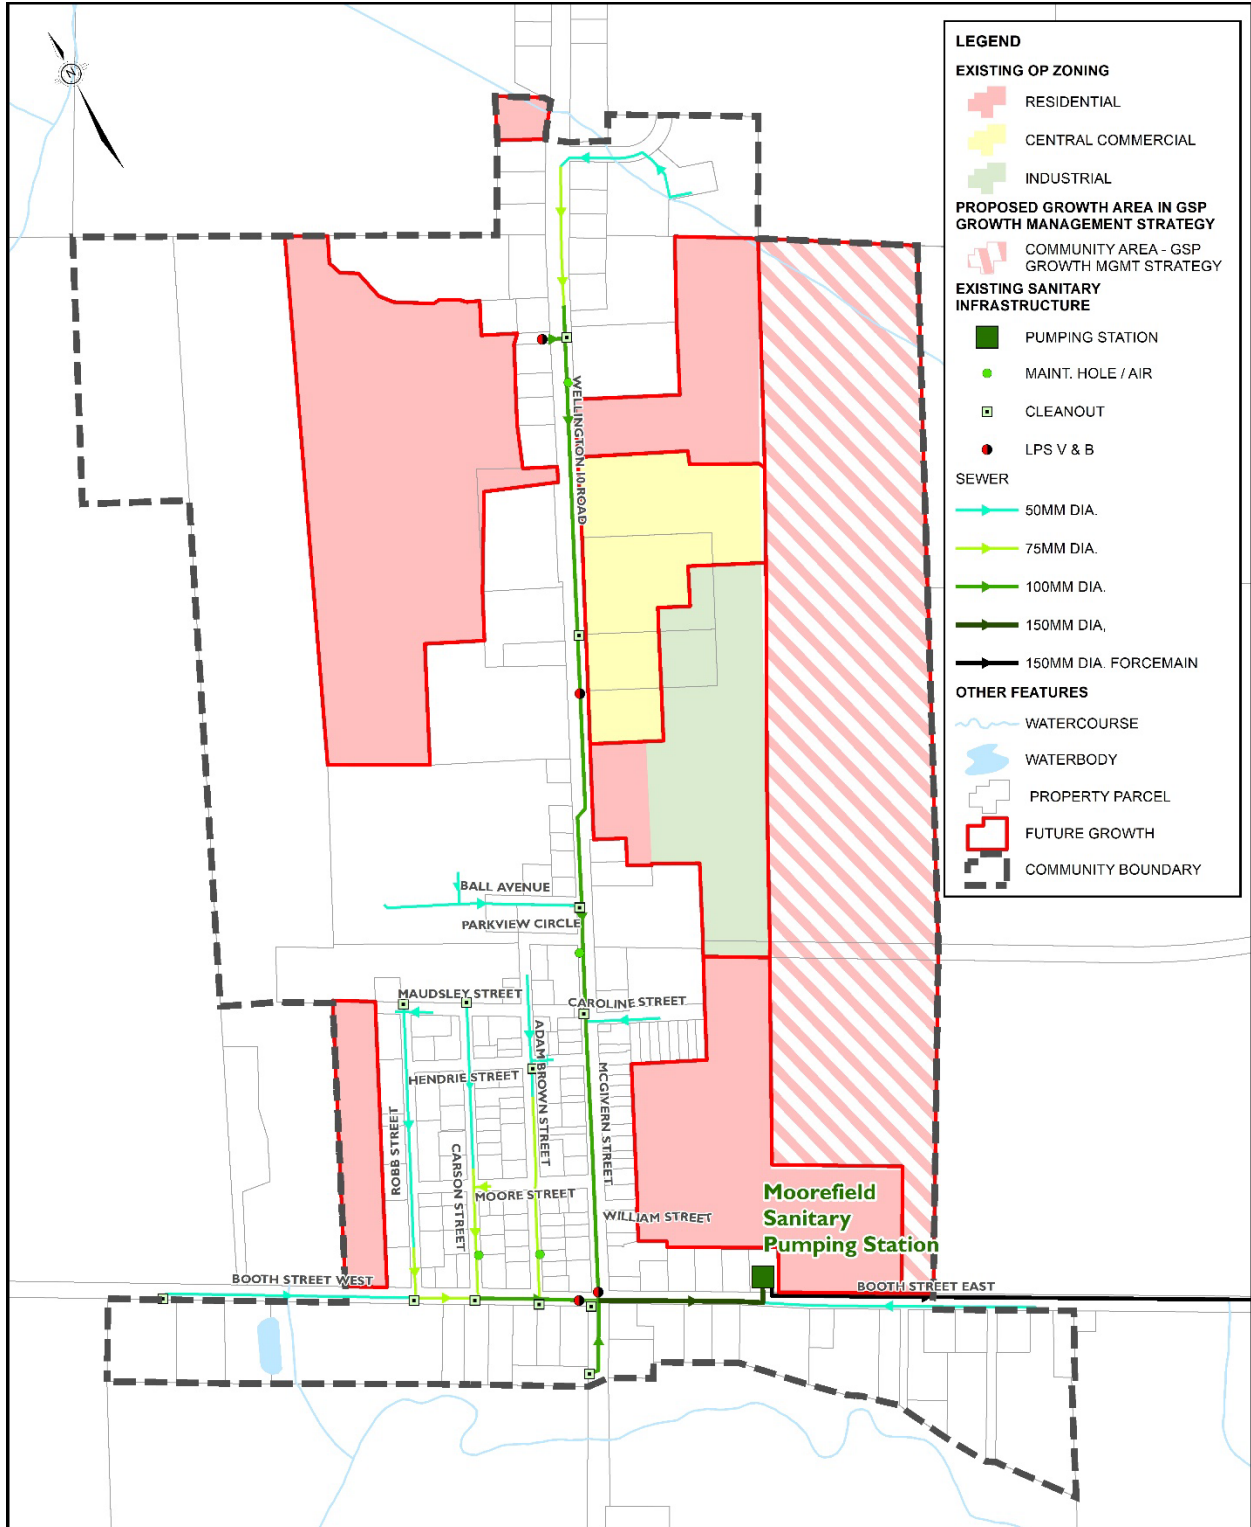 N
LEGEND
EXISTING OP ZONING
RESIDENTIAL
CENTRAL COMMERCIAL
INDUSTRIAL
PROPOSED GROWTH AREA IN GSP
GROWTH MANAGEMENT STRATEGY
COMMUNITY AREA - GSP
GROWTH MGMT STRATEGY
EXISTING SANITARY
INFRASTRUCTURE
PUMPING STATION
MAINT. HOLE / AIR
CLEANOUT
LPS V & B
SEWER
50MM DIA.
75MM DIA.
100MM DIA.
150MM DIA,
150MM DIA. FORCEMAIN
OTHER FEATURES
WATERCOURSE
WATERBODY
PROPERTY PARCEL
FUTURE GROWTH
COMMUNITY BOUNDARY
WELLINGTON 10 ROAD
BALL AVENUE
PARKVIEW CIRCLE
MAUDSLEY STREET
CAROLINE STREET
ADAM BROWN STREET
HENDRIE STREET
MCGIVERN STREET
ROBB STREET
CARSON STREET
MOORE STREET
WILLIAM STREET
Moorefield
Sanitary
Pumping Station
BOOTH STREET WEST
BOOTH STREET EAST